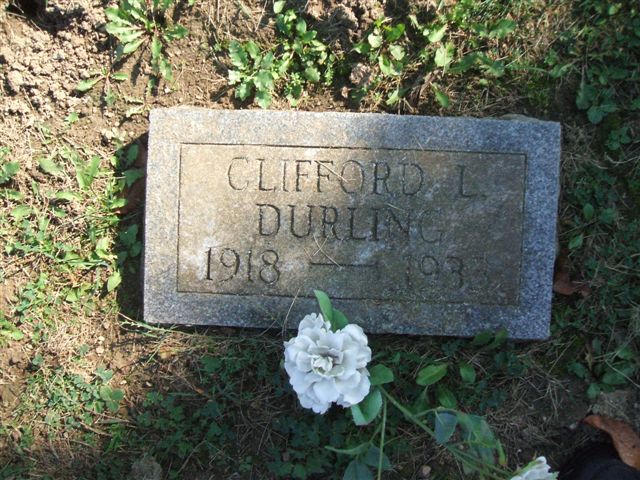 CLIFFORD L.
DURLING
1918 —